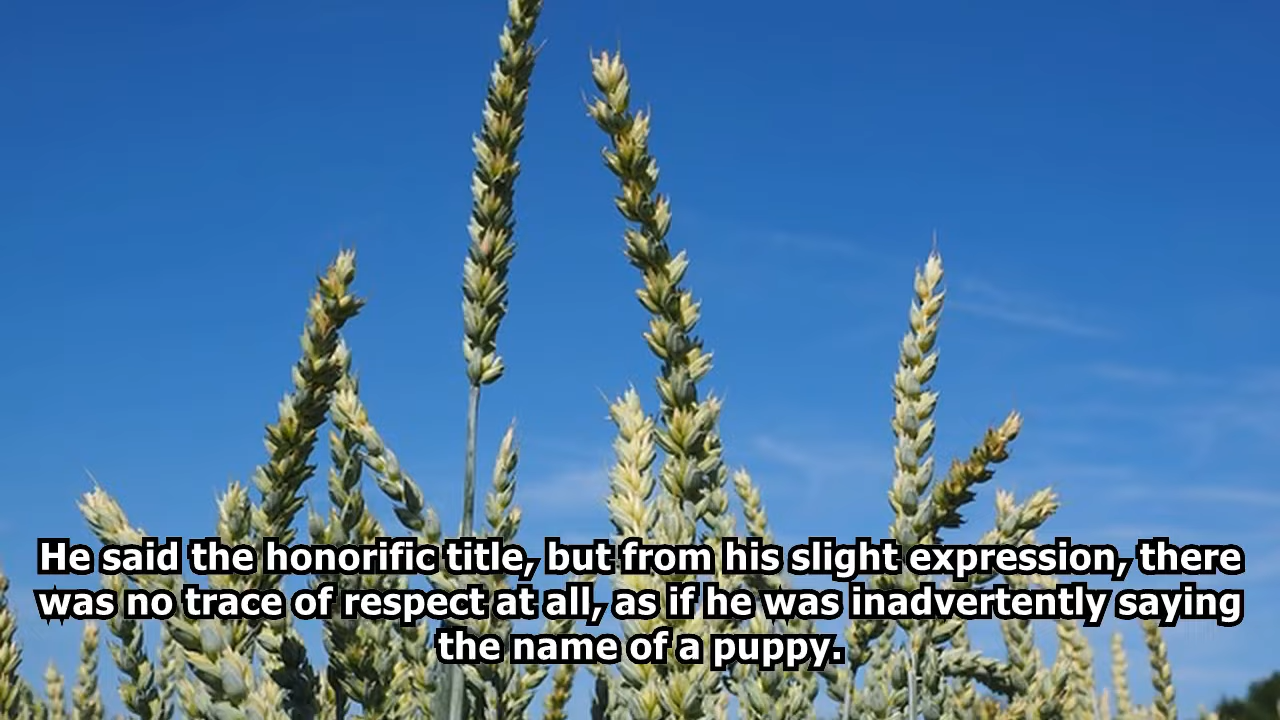 He said the honorific title, but from his slight expression, there
was no trace of respect at all, as if he was inadvertently saying
the name of a puppy.